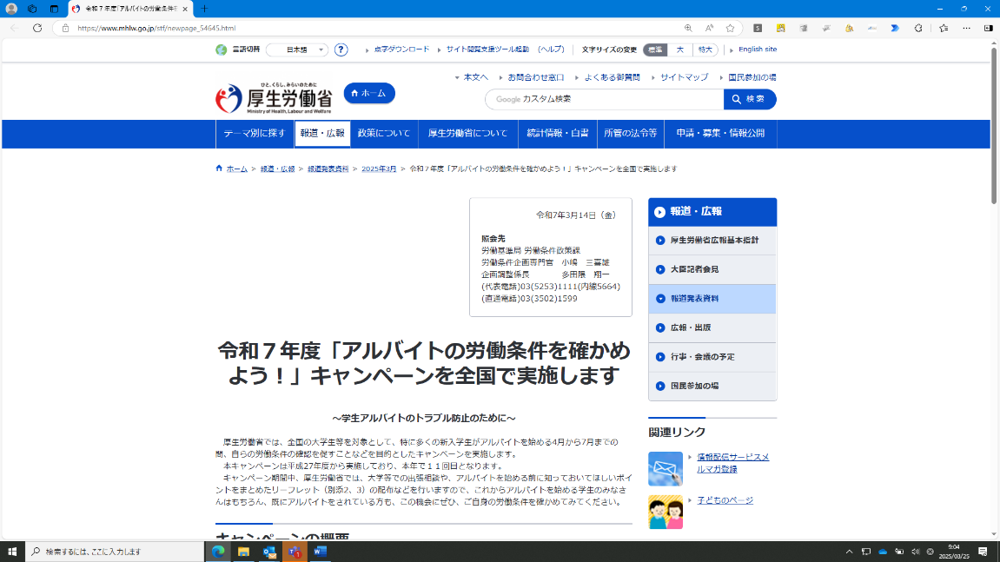 令和７年度「アルバイトの労働条件を
https://www.mhlw.go.jp/stf/newpage_54645.html
言語切替
日本語
?
点字ダウンロード
サイト閲覧支援ツール起動
(ヘルプ)
文字サイズの変更
標準
大
特大
English site
本文へ
お問合わせ窓口
よくある御質問
サイトマップ
国民参加の場
ひと、くらし、みらいのために
厚生労働省
Ministry of Health, Labour and Welfare
ホーム
Google カスタム検索
検索
テーマ別に探す
報道・広報
政策について
厚生労働省について
統計情報・白書
所管の法令等
申請・募集・情報公開
ホーム > 報道・広報 > 報道発表資料 > 2025年3月 > 令和７年度「アルバイトの労働条件を確かめよう！」キャンペーンを全国で実施します
令和7年3月14日（金）
照会先
労働基準局 労働条件政策課
労働条件企画専門官　小嶋　三喜雄
企画調整係長　　　　多田隈　翔一
(代表電話)03(5253)1111(内線5664)
(直通電話)03(3502)1599
令和７年度「アルバイトの労働条件を確かめ
よう！」キャンペーンを全国で実施します
～学生アルバイトのトラブル防止のために～
厚生労働省では、全国の大学生等を対象として、特に多くの新入学生がアルバイトを始める4月から7月までの
間、自らの労働条件の確認を促すことなどを目的としたキャンペーンを実施します。
本キャンペーンは平成27年度から実施しており、本年で１１回目となります。
キャンペーン期間中、厚生労働省では、大学等での出張相談や、アルバイトを始める前に知っておいてほしいポイ
ントをまとめたリーフレット（別添2、3）の配布などを行いますので、これからアルバイトを始める学生のみなさ
んはもちろん、既にアルバイトをされている方も、この機会にぜひ、ご自身の労働条件を確かめてみてください。
キャンペーンの概要
報道・広報
厚生労働省広報基本指針
大臣記者会見
報道発表資料
広報・出版
行事・会議の予定
国民参加の場
関連リンク
情報配信サービスメ
ルマガ登録
子どものページ
検索するには、ここに入力します
9:04
2025/03/25